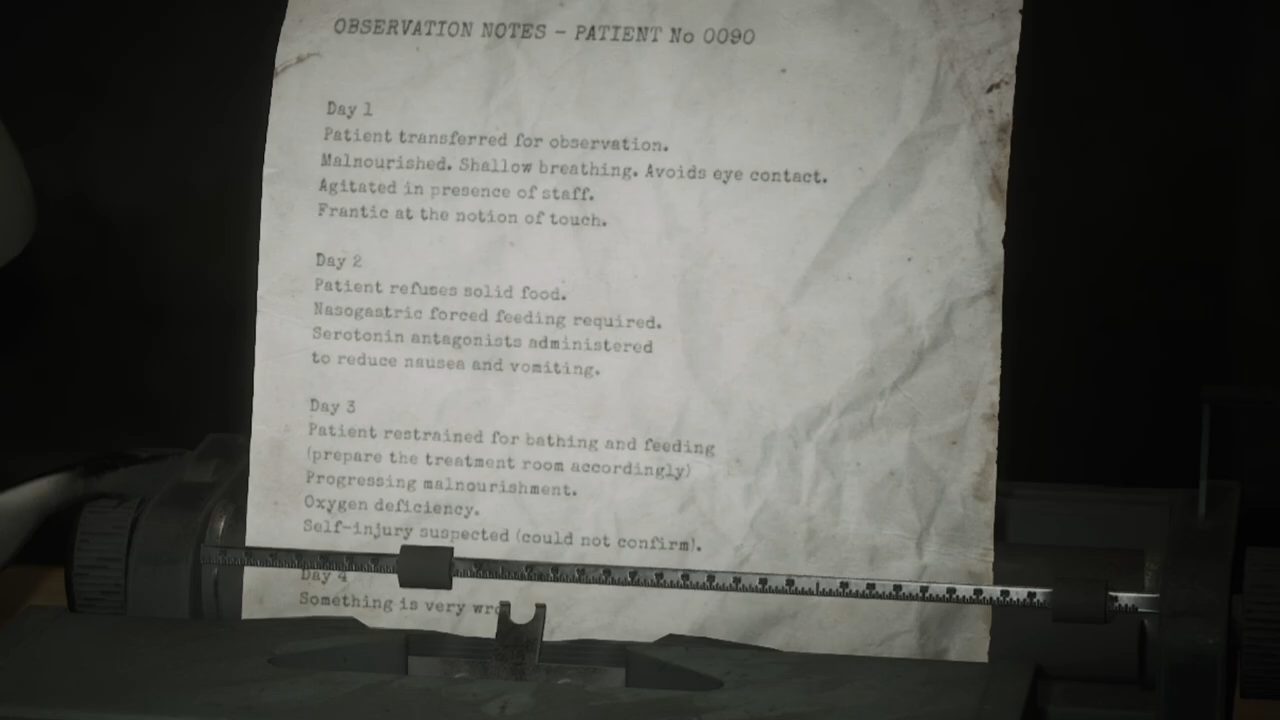 OBSERVATION NOTES - PATIENT No 0090
Day 1
Patient transferred for observation.
Malnourished. Shallow breathing. Avoids eye contact.
Agitated in presence of staff.
Frantic at the notion of touch.
Day 2
Patient refuses solid food.
Nasogastric forced feeding required.
Serotonin antagonists administered
to reduce nausea and vomiting.
Day 3
Patient restrained for bathing and feeding
(prepare the treatment room accordingly)
Progressing malnourishment.
Oxygen deficiency.
Self-injury suspected (could not confirm).
Day 4
Something is very wro